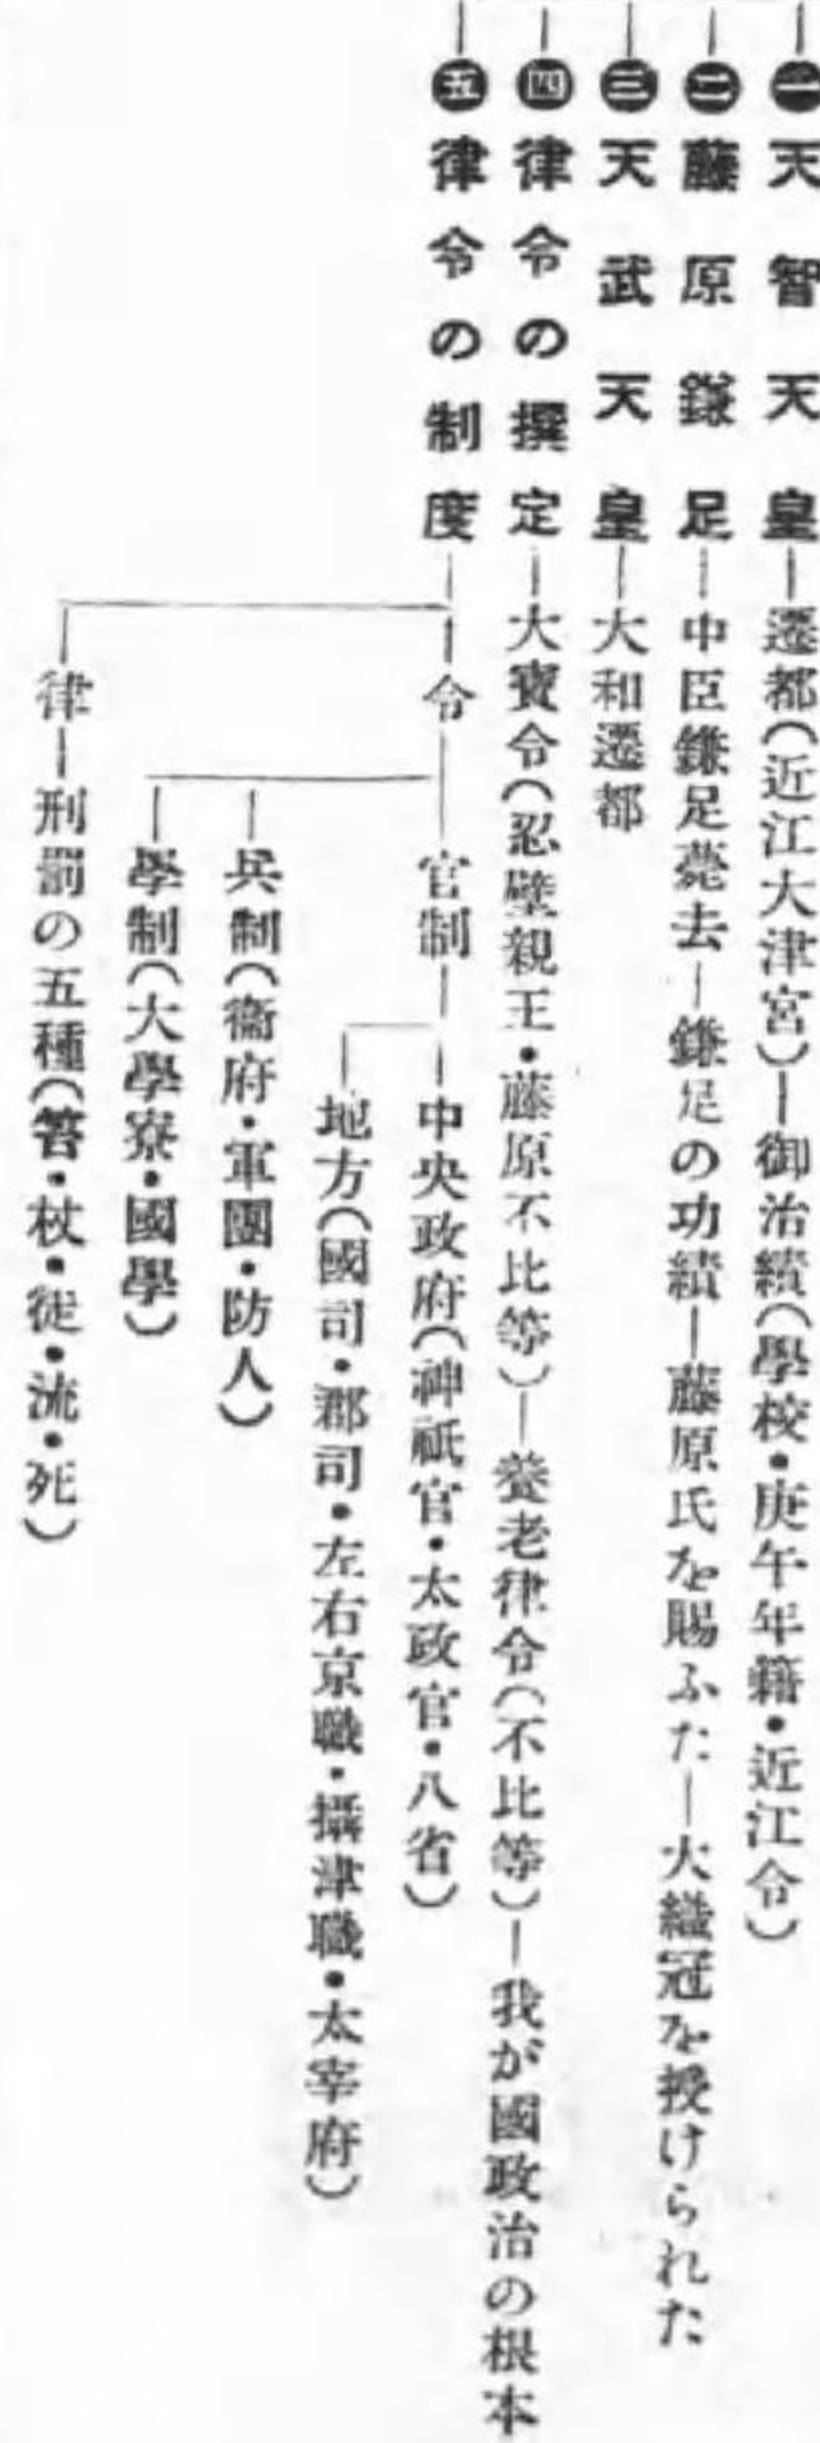 ㊀天智天皇―遷都(近江大津宮)―御治績(學校・庚午年籍・近江令)
㊁藤原鎌足―中臣鎌足薨去―鎌足の功績―藤原氏を賜ふた―大織冠を授けられた
㊂天武天皇―大和遷都
㊃律令の撰定―大寶令(忍壁親王・藤原不比等)―養老律令(不比等)―我が國政治の根本
㊄律令の制度
令
官制
中央政府(神祇官・太政官・八省)
地方(國司・郡司・左右京職・攝津職・太宰府)
兵制(衞府・軍團・防人)
學制(大學寮・國學)
律―刑罰の五種(笞・杖・徒・流・死)